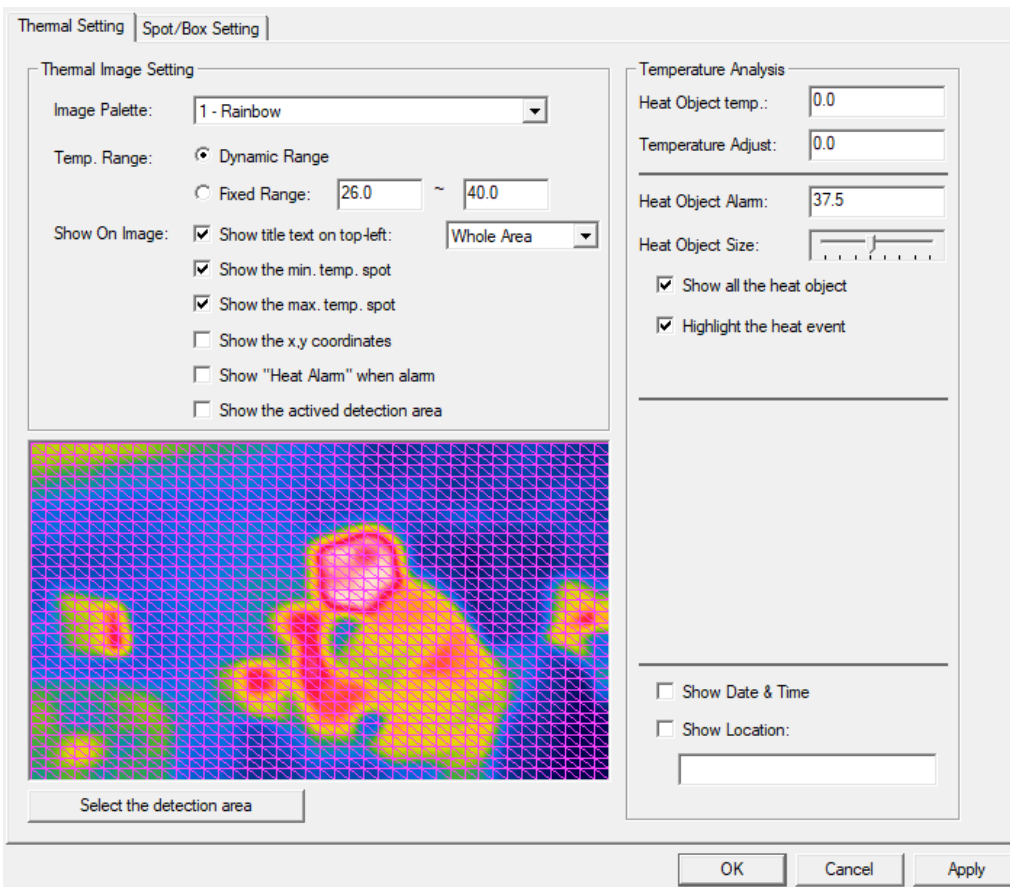 Thermal Setting
Spot/Box Setting
Thermal Image Setting
Image Palette:
1 - Rainbow
Temp. Range:
Dynamic Range
Fixed Range:
26.0
~
40.0
Show On Image:
Show title text on top-left:
Whole Area
Show the min. temp. spot
Show the max. temp. spot
Show the x,y coordinates
Show "Heat Alarm" when alarm
Show the actived detection area
Select the detection area
Temperature Analysis
Heat Object temp.:
0.0
Temperature Adjust:
0.0
Heat Object Alarm:
37.5
Heat Object Size:
Show all the heat object
Highlight the heat event
Show Date & Time
Show Location:
OK
Cancel
Apply